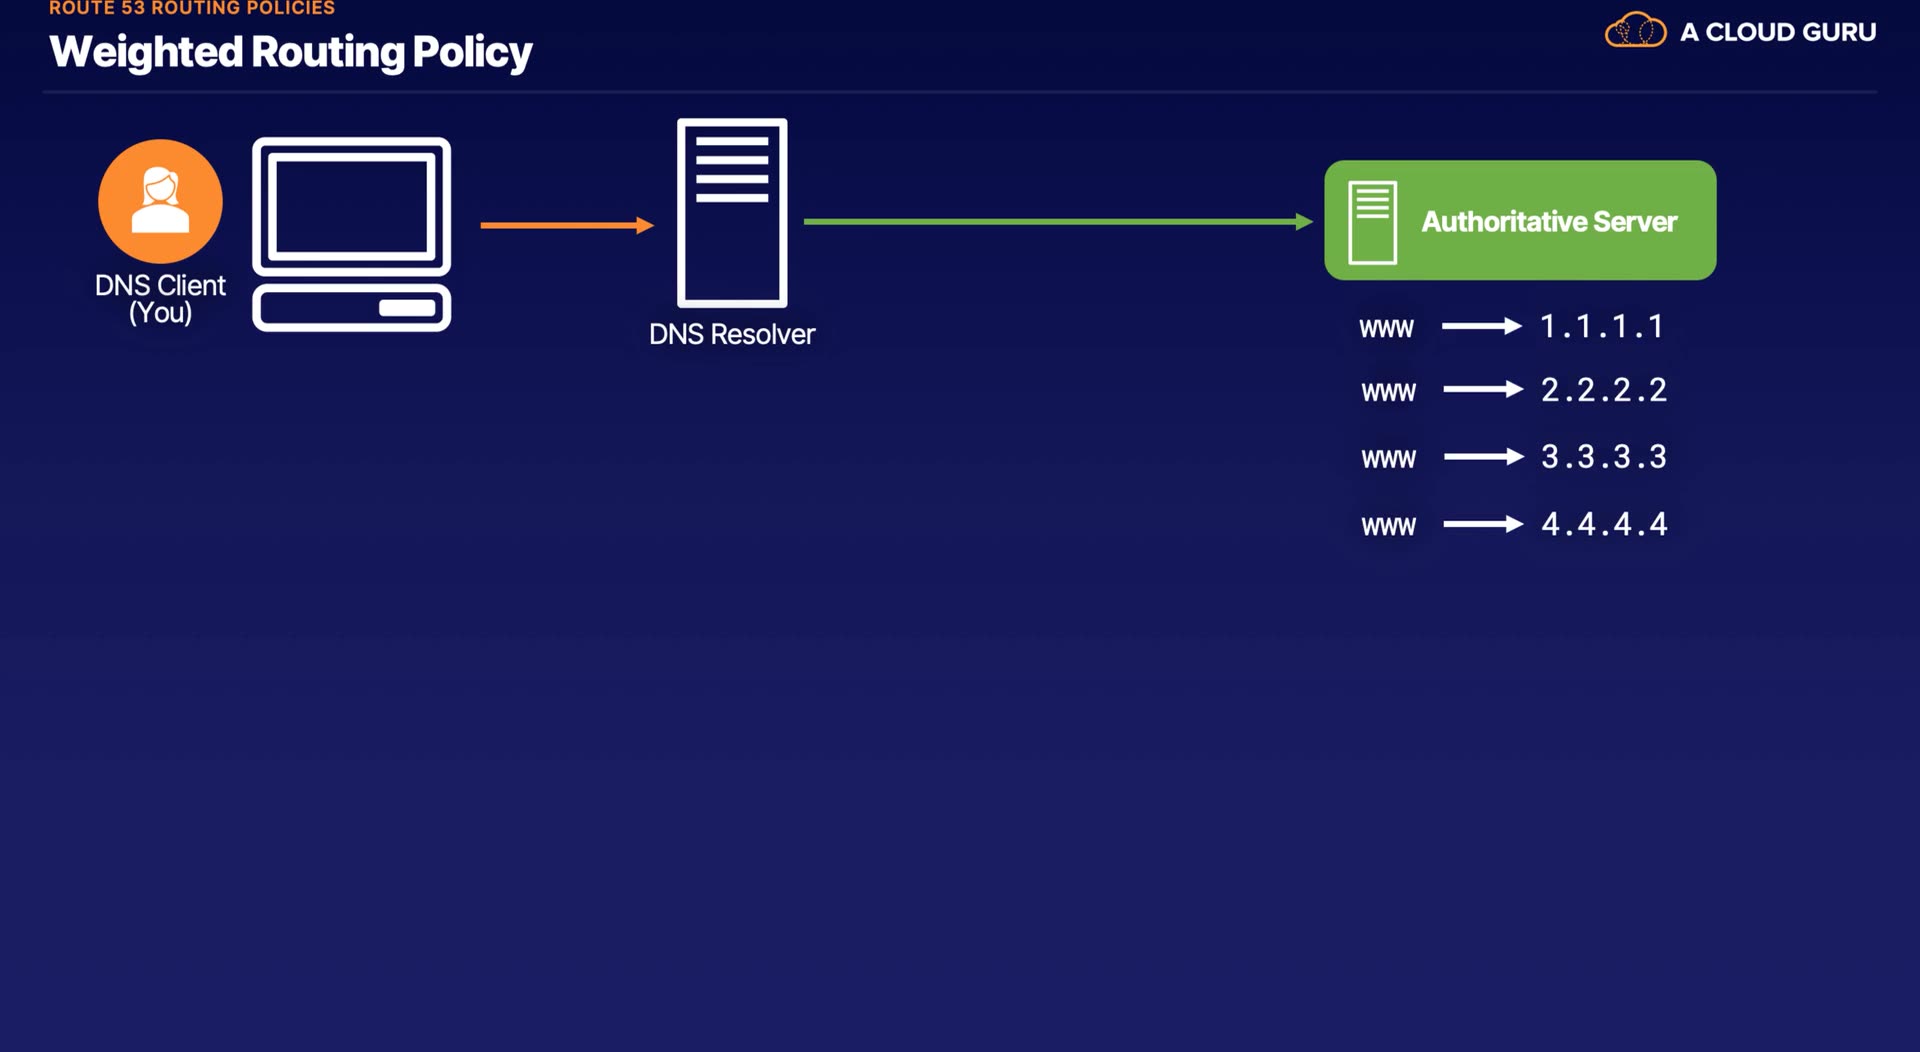 ROUTE 53 ROUTING POLICIES
Weighted Routing Policy
A CLOUD GURU
DNS Client
(You)
DNS Resolver
Authoritative Server
www 1.1.1.1
www 2.2.2.2
www 3.3.3.3
www 4.4.4.4